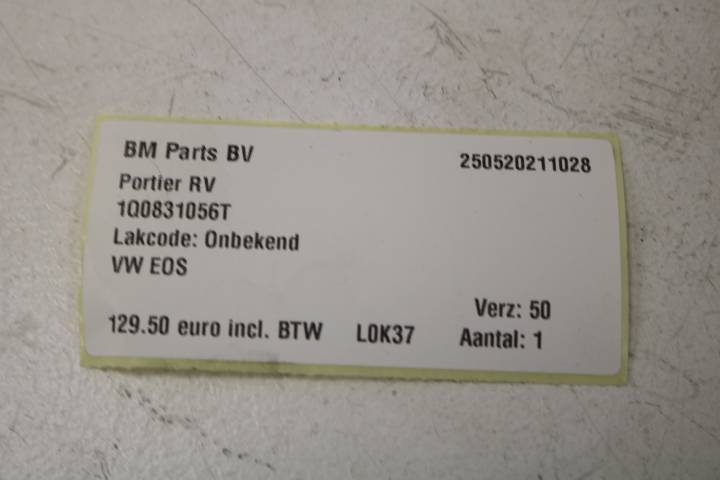 BM Parts BV 250520211028
Portier RV
1Q0831056T
Lakcode: Onbekend
VW EOS
Verz: 50
129.50 euro incl. BTW LOK37 Aantal: 1